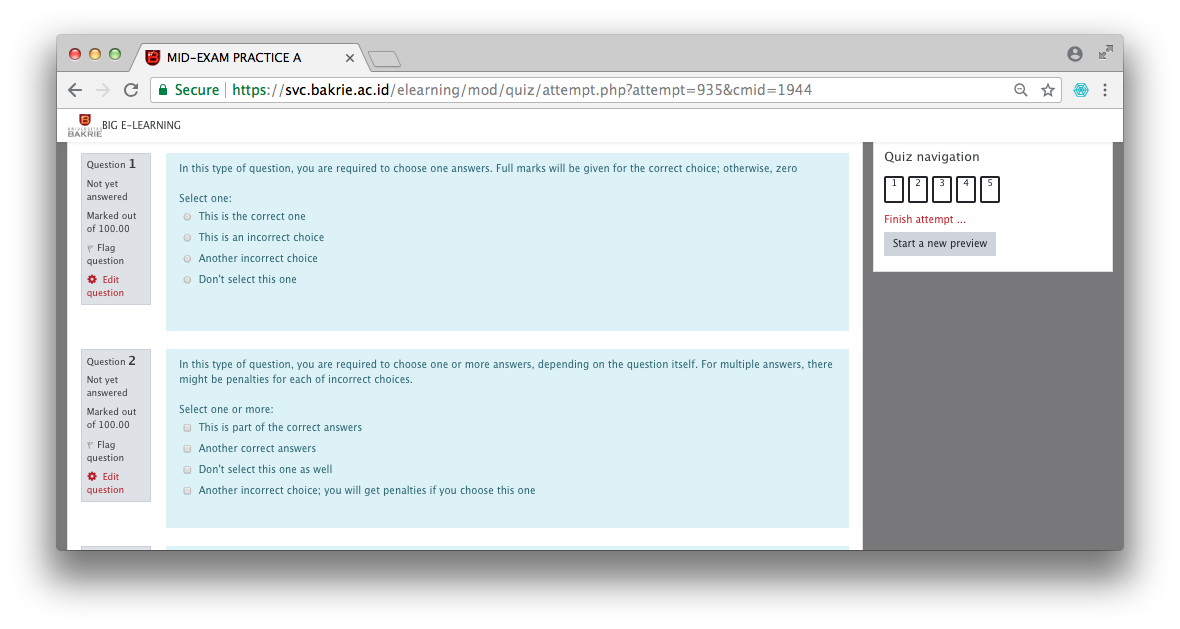 MID-EXAM PRACTICE A
Secure https://svc.bakrie.ac.id/elearning/mod/quiz/attempt.php?attempt=935&cmid=1944
UNIVERSITAS
BAKRIE
BIG E-LEARNING
Question 1
Not yet
answered
Marked out
of 100.00
Flag
question
Edit
question
In this type of question, you are required to choose one answers. Full marks will be given for the correct choice; otherwise, zero
Select one:
This is the correct one
This is an incorrect choice
Another incorrect choice
Don't select this one
Question 2
Not yet
answered
Marked out
of 100.00
Flag
question
Edit
question
In this type of question, you are required to choose one or more answers, depending on the question itself. For multiple answers, there
might be penalties for each of incorrect choices.
Select one or more:
This is part of the correct answers
Another correct answers
Don't select this one as well
Another incorrect choice; you will get penalties if you choose this one
Quiz navigation
1 2 3 4 5
Finish attempt ...
Start a new preview